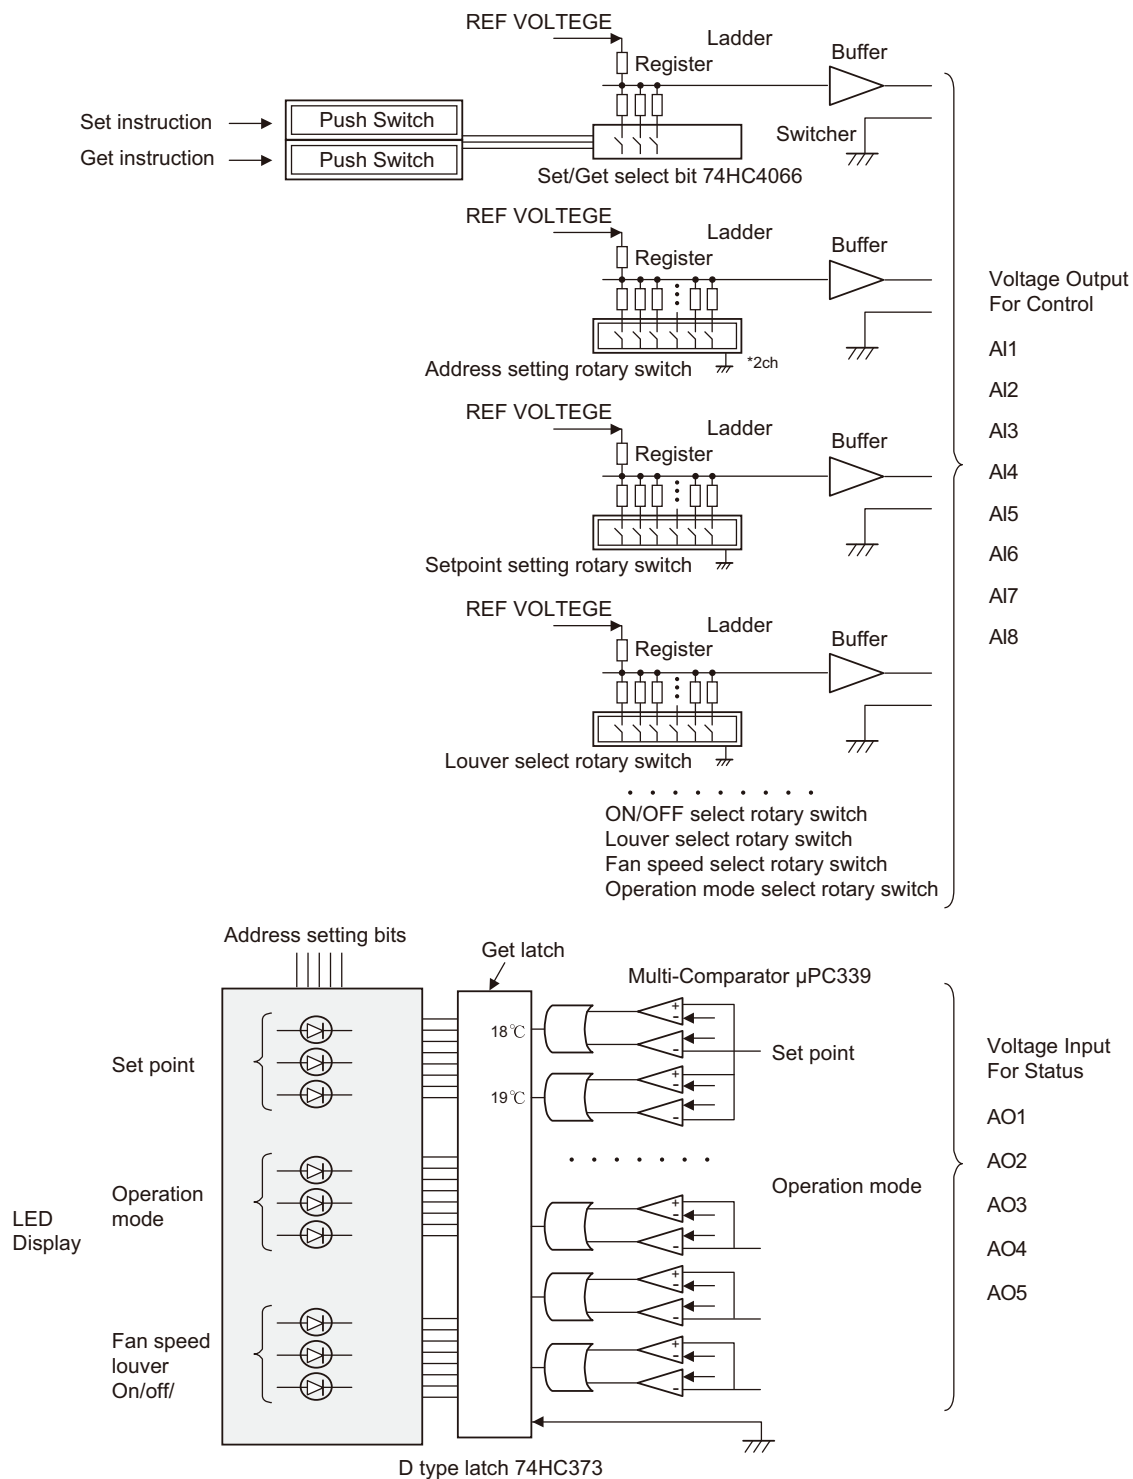 REF VOLTEGE
Ladder
Register
Buffer
Set instruction
Push Switch
Get instruction
Push Switch
Switcher
Set/Get select bit 74HC4066
REF VOLTEGE
Ladder
Register
Buffer
Address setting rotary switch
*2ch
REF VOLTEGE
Ladder
Register
Buffer
Setpoint setting rotary switch
REF VOLTEGE
Ladder
Register
Buffer
Louver select rotary switch
ON/OFF select rotary switch
Louver select rotary switch
Fan speed select rotary switch
Operation mode select rotary switch
Voltage Output
For Control
AI1
AI2
AI3
AI4
AI5
AI6
AI7
AI8
Address setting bits
Get latch
Multi-Comparator μPC339
18℃
19℃
Set point
Set point
Operation
mode
Operation mode
LED
Display
Fan speed
louver
On/off/
+
-
-
+
-
-
+
-
-
+
-
-
+
-
-
D type latch 74HC373
Voltage Input
For Status
AO1
AO2
AO3
AO4
AO5